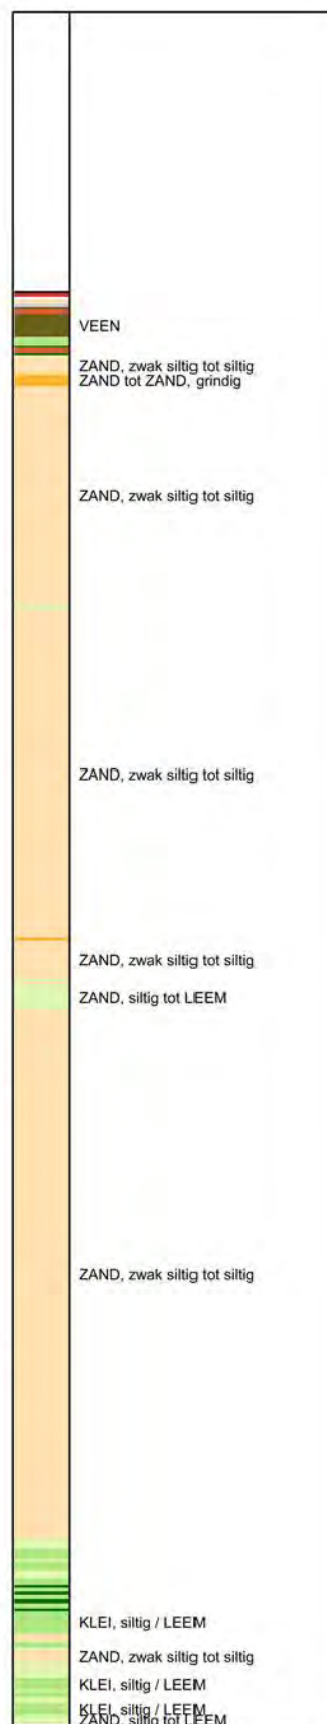 VEEN
ZAND, zwak siltig tot siltig
ZAND tot ZAND, grindig
ZAND, zwak siltig tot siltig
ZAND, zwak siltig tot siltig
ZAND, zwak siltig tot siltig
ZAND, siltig tot LEEM
ZAND, zwak siltig tot siltig
KLEI, siltig / LEEM
ZAND, zwak siltig tot siltig
KLEI, siltig / LEEM
KLEI, siltig / LEEM
ZAND, siltig tot LEEM